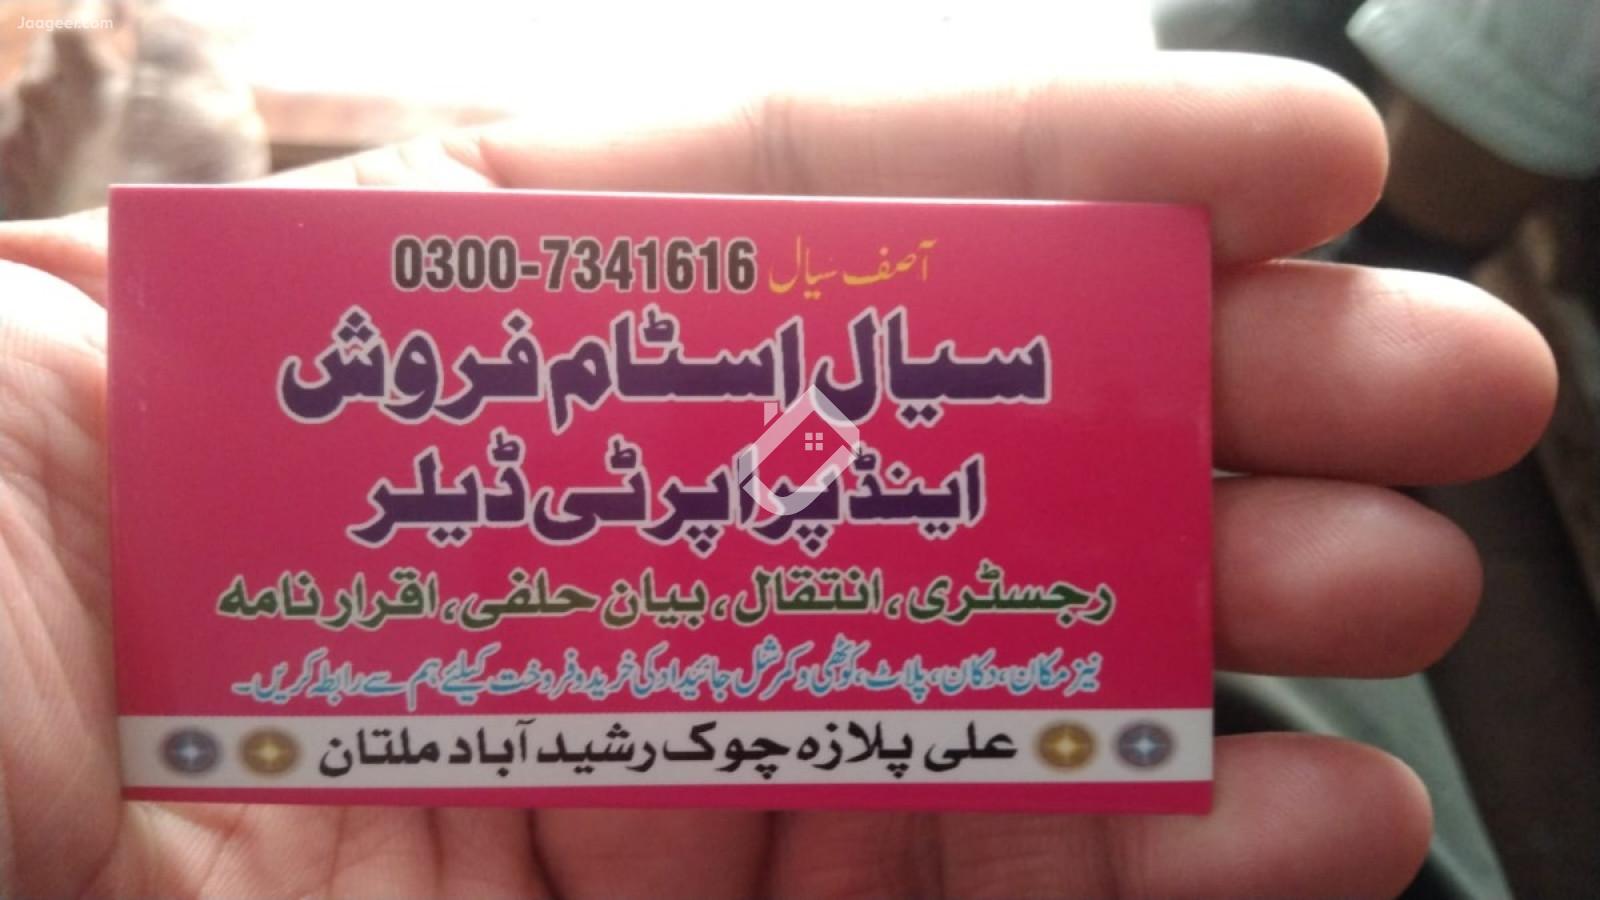 Jaageer.com
آصف سیال 0300-7341616
سیال اسٹام فروش
اینڈ پراپرٹی ڈیلر
رجسٹری، انتقال، بیان حلفی، اقرار نامہ
نیز مکان، دکان، پلاٹ، کوٹھی و کمرشل جائیداد کی خرید و فروخت کیلئے ہم سے رابطہ کریں۔
علی پلازہ چوک رشید آباد ملتان